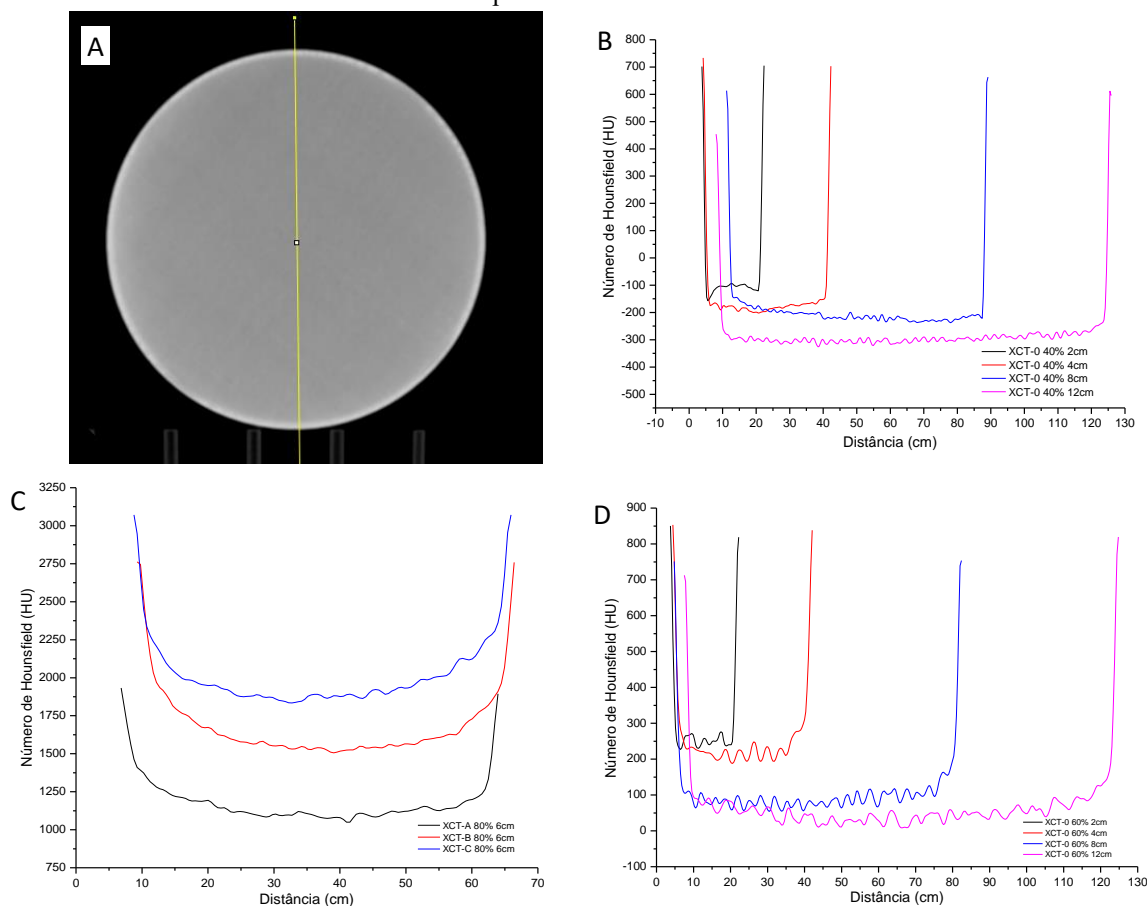 A
B
800
700
600
500
400
300
200
100
0
-100
-200
-300
-400
-500
Número de Hounsfield (HU)
XCT-0 40% 2cm
XCT-0 40% 4cm
XCT-0 40% 8cm
XCT-0 40% 12cm
-10 0 10 20 30 40 50 60 70 80 90 100 110 120 130
Distância (cm)
C
3250
3000
2750
2500
2250
2000
1750
1500
1250
1000
750
Número de Hounsfield (HU)
XCT-A 80% 6cm
XCT-B 80% 6cm
XCT-C 80% 6cm
0 10 20 30 40 50 60 70
Distância (cm)
D
900
800
700
600
500
400
300
200
100
0
-100
Número de Hounsfield (HU)
XCT-0 60% 2cm
XCT-0 60% 4cm
XCT-0 60% 8cm
XCT-0 60% 12cm
0 10 20 30 40 50 60 70 80 90 100 110 120 130
Distância (cm)